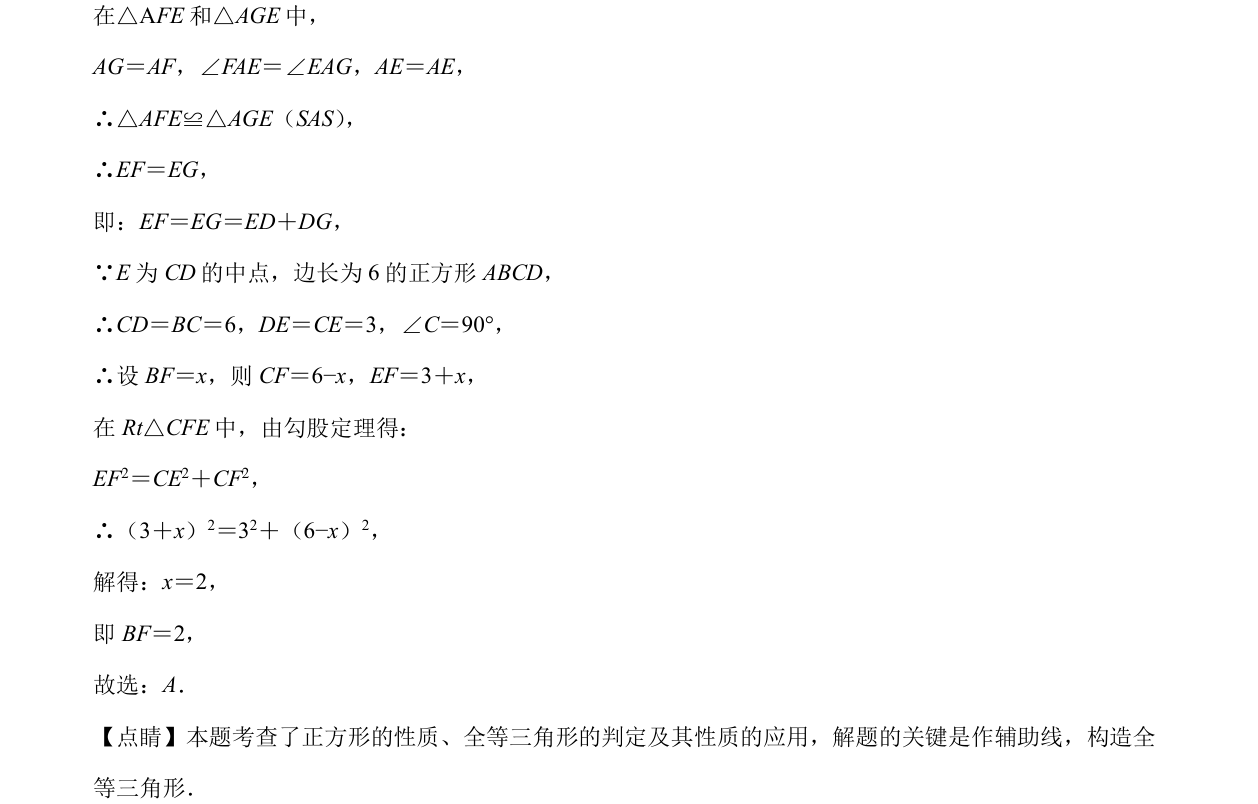 在△AFE和△AGE中，
AG＝AF，∠FAE＝∠EAG，AE＝AE，
∴△AFE≌△AGE（SAS），
∴EF＝EG，
即：EF＝EG＝ED＋DG，
∵E为CD的中点，边长为6的正方形ABCD，
∴CD＝BC＝6，DE＝CE＝3，∠C＝90°，
∴设BF＝x，则CF＝6−x，EF＝3＋x，
在Rt△CFE中，由勾股定理得：
EF²＝CE²＋CF²，
∴（3＋x）²＝3²＋（6−x）²，
解得：x＝2，
即BF＝2，
故选：A．
【点睛】本题考查了正方形的性质、全等三角形的判定及其性质的应用，解题的关键是作辅助线，构造全
等三角形．